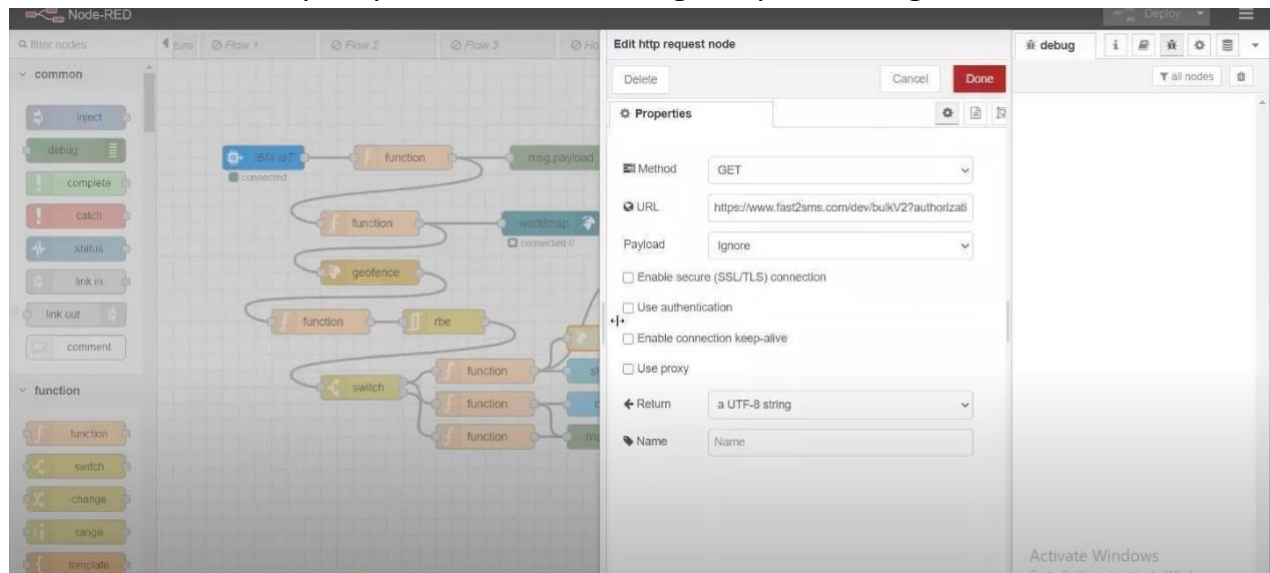 Node-RED
Deploy
filter nodes
ture
Flow 1
Flow 2
Flow 3
Edit http request node
debug
i
common
Delete
Cancel
Done
all nodes
Properties
inject
debug
complete
catch
status
link in
link out
comment
function
function
switch
change
range
template
IBM IoT
connected
function
msg.payload
function
worldmap
connected 0
geofence
function
rbe
switch
function
function
function
Method
GET
URL
https://www.fast2sms.com/dev/bulkV2?authorizati
Payload
Ignore
Enable secure (SSL/TLS) connection
Use authentication
Enable connection keep-alive
Use proxy
Return
a UTF-8 string
Name
Name
Activate Windows